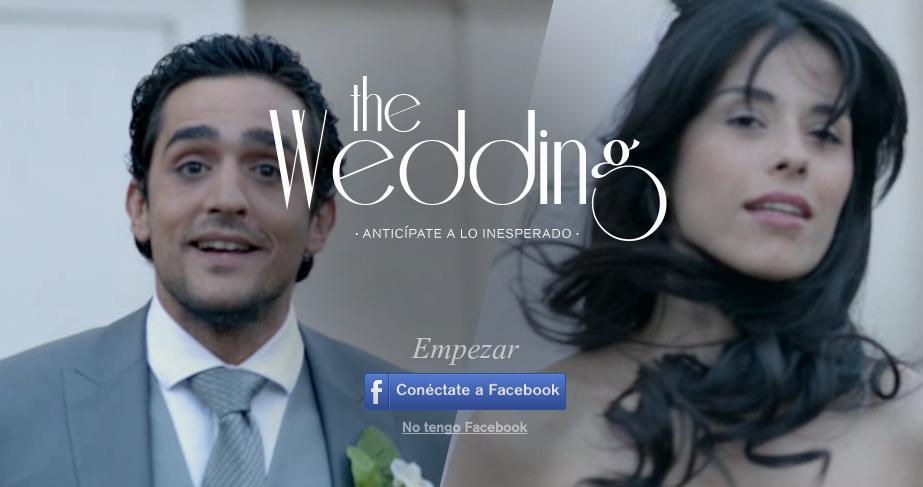 the
Wedding
· ANTICÍPATE A LO INESPERADO ·
Empezar
f Conéctate a Facebook
No tengo Facebook